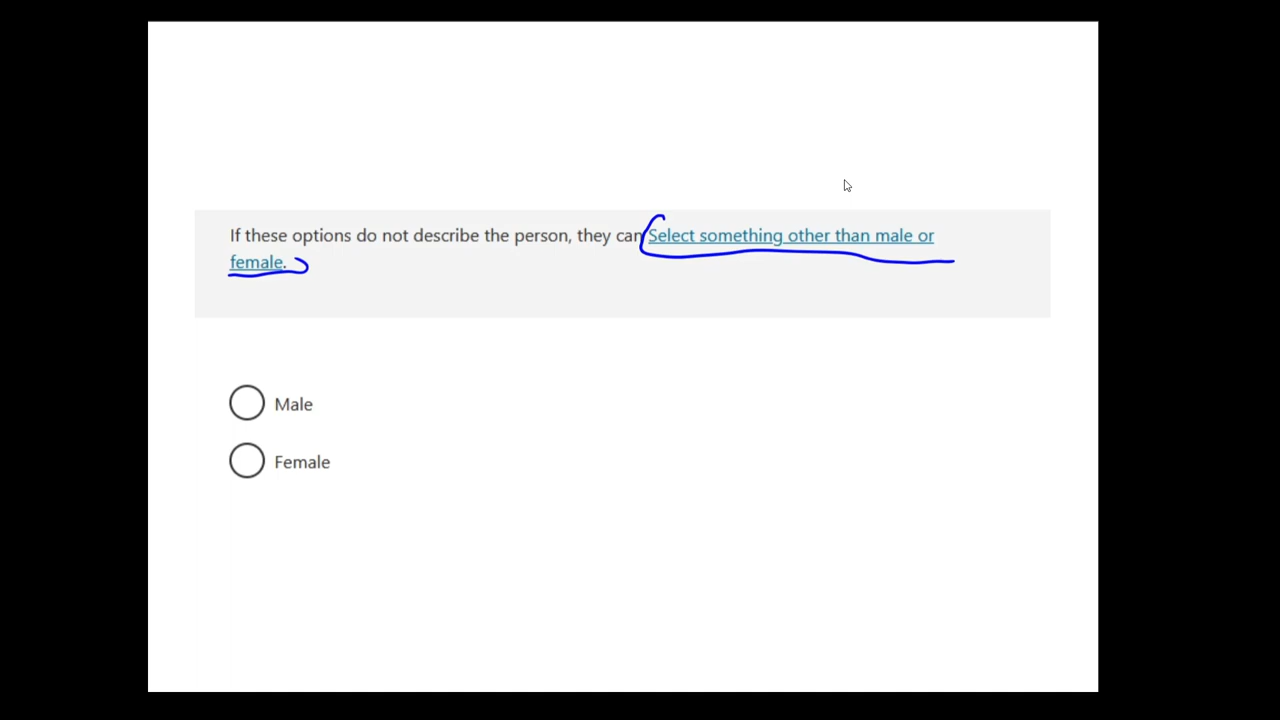 If these options do not describe the person, they can Select something other than male or
female.
Male
Female